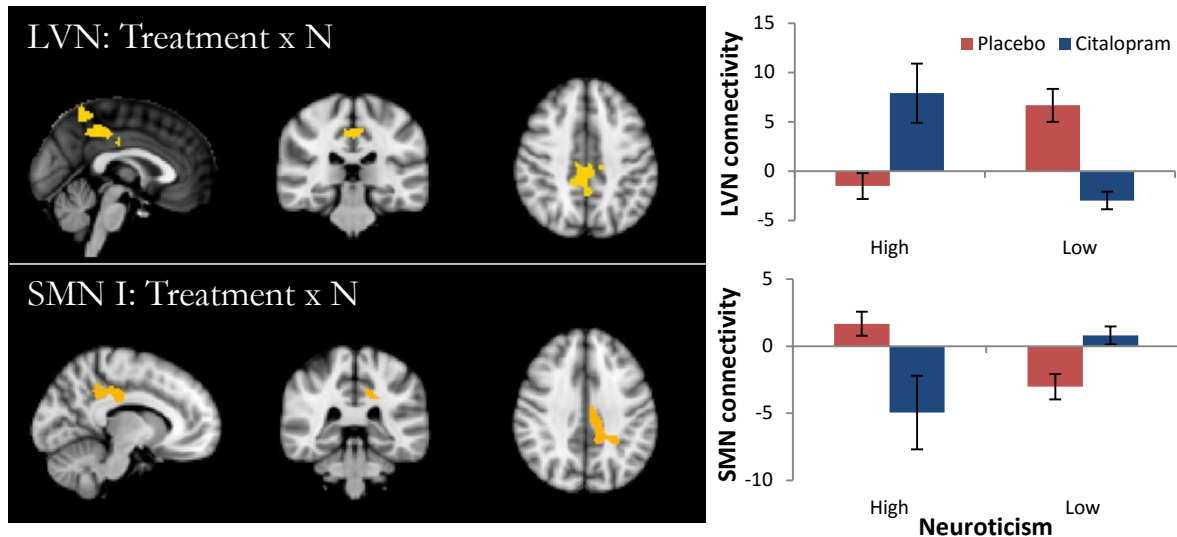 LVN: Treatment x N
SMN I: Treatment x N
Placebo Citalopram
LVN connectivity
15
10
5
0
-5
High Low
SMN connectivity
5
0
-5
-10
High Low
Neuroticism